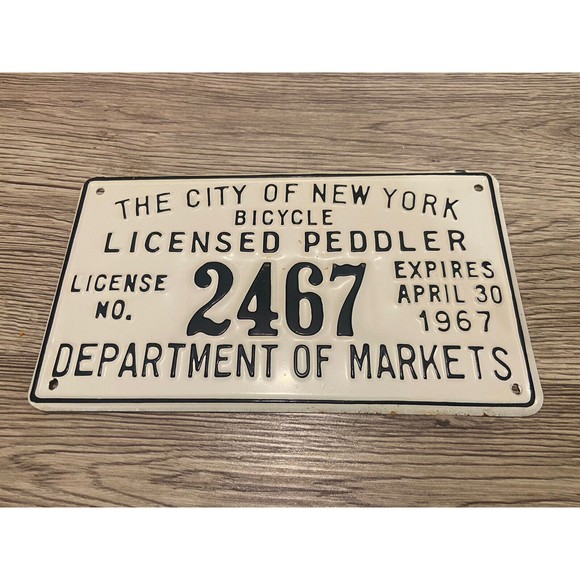 THE CITY OF NEW YORK
BICYCLE
LICENSED PEDDLER
LICENSE NO.
2467
EXPIRES APRIL 30 1967
DEPARTMENT OF MARKETS